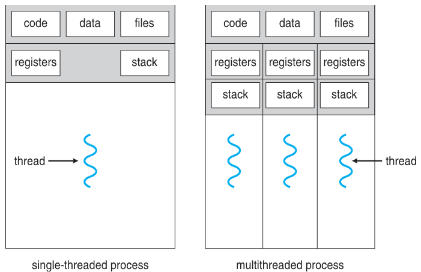 code data files
registers stack
thread
single-threaded process
code data files
registers registers registers
stack stack stack
thread
multithreaded process